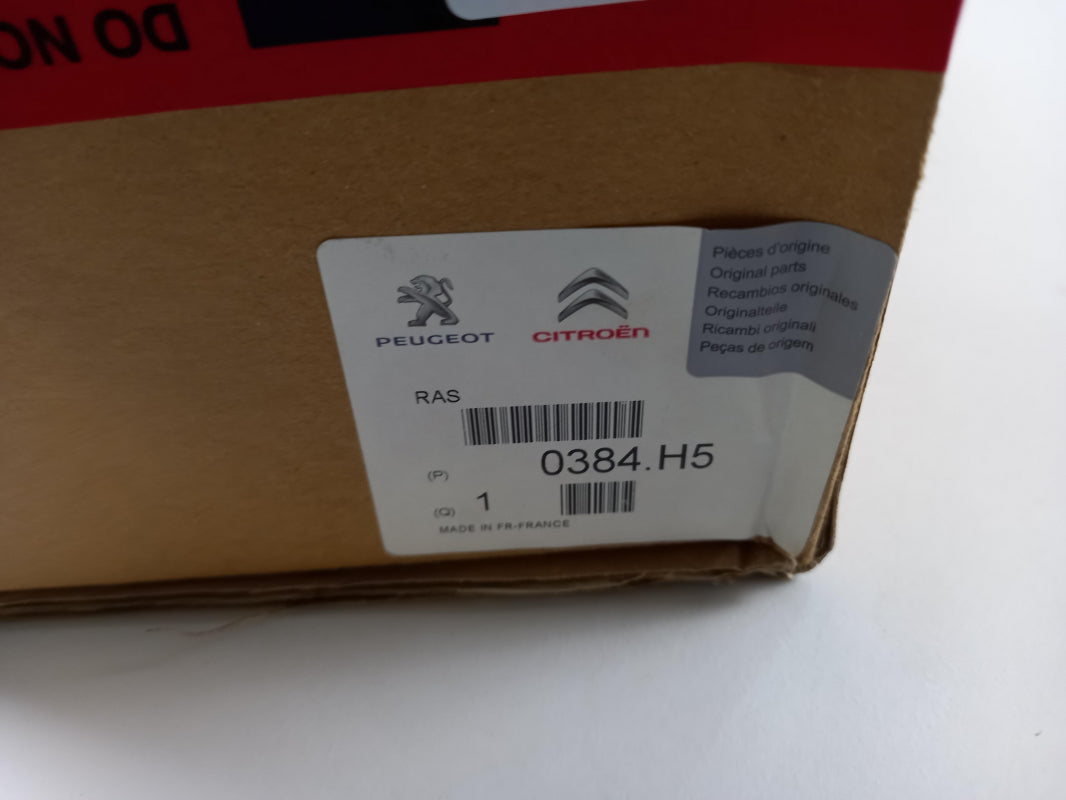 DO NO
PEUGEOT
CITROËN
Pièces d'origine
Original parts
Recambios originales
Originalteile
Ricambi originali
Peças de origem
RAS
(P) 0384.H5
(Q) 1
MADE IN FR-FRANCE